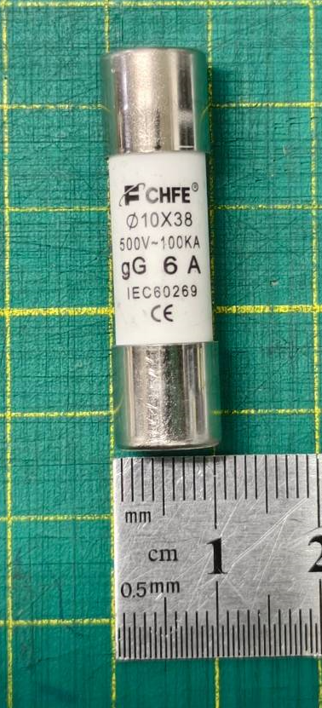 CHFE®
Ø10X38
500V~100KA
gG 6 A
IEC60269
CE
mm
cm 1 2
0.5mm